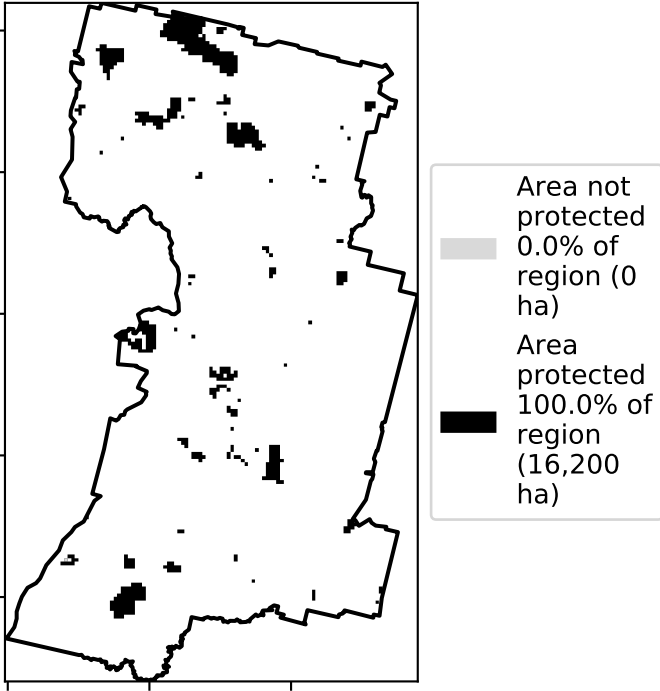 Area not
protected
0.0% of
region (0
ha)
Area
protected
100.0% of
region
(16,200
ha)